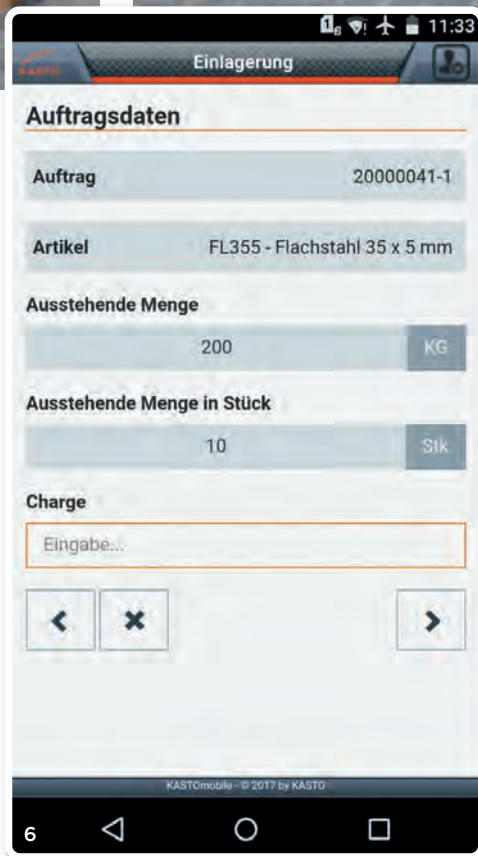 11:33
KASTO
Einlagerung
Auftragsdaten
Auftrag 20000041-1
Artikel FL355 - Flachstahl 35 x 5 mm
Ausstehende Menge
200 KG
Ausstehende Menge in Stück
10 Stk
Charge
Eingabe...
KASTOmobile - © 2017 by KASTO
6